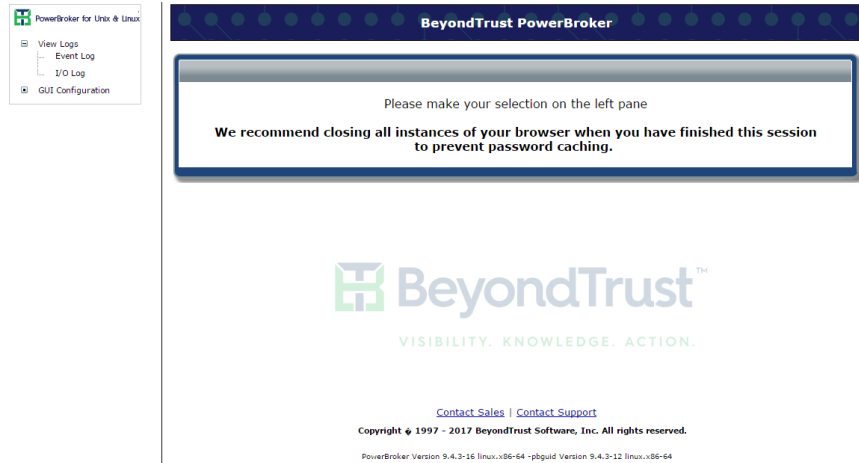 PowerBroker for Unix & Linux
View Logs
Event Log
I/O Log
GUI Configuration
BeyondTrust PowerBroker
Please make your selection on the left pane
We recommend closing all instances of your browser when you have finished this session
to prevent password caching.
BeyondTrust™
VISIBILITY. KNOWLEDGE. ACTION.
Contact Sales | Contact Support
Copyright � 1997 - 2017 BeyondTrust Software, Inc. All rights reserved.
PowerBroker Version 9.4.3-16 linux.x86-64 -pbguid Version 9.4.3-12 linux.x86-64